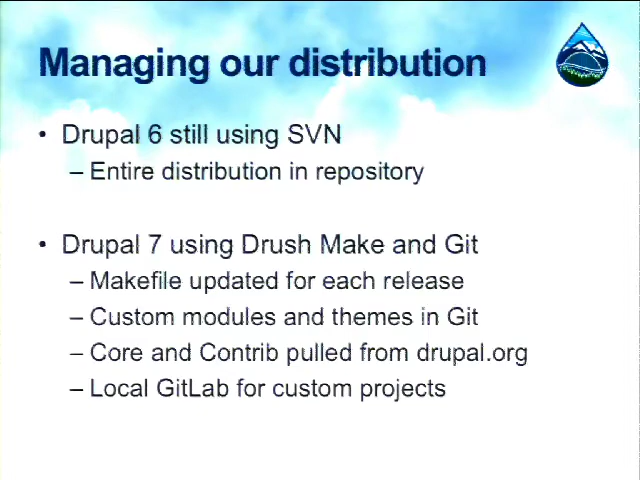 Managing our distribution
• Drupal 6 still using SVN
– Entire distribution in repository
• Drupal 7 using Drush Make and Git
– Makefile updated for each release
– Custom modules and themes in Git
– Core and Contrib pulled from drupal.org
– Local GitLab for custom projects